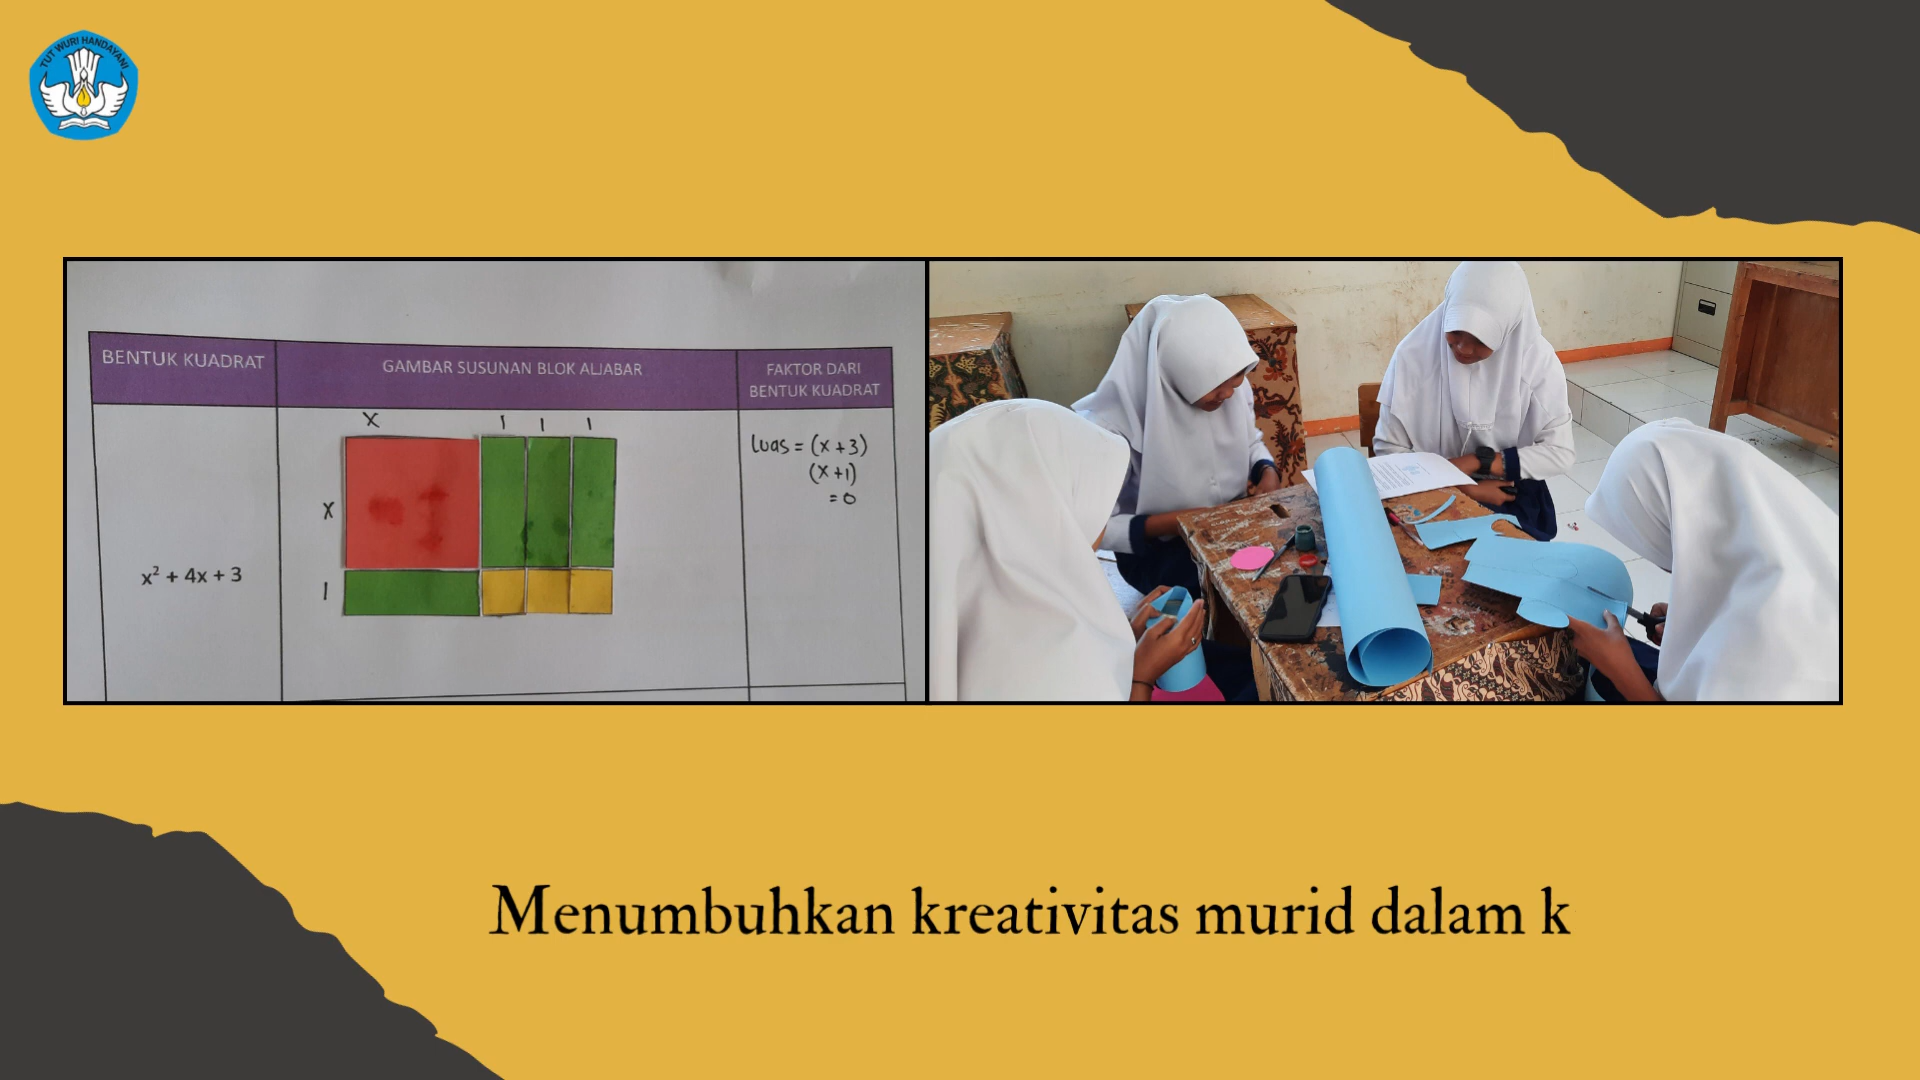 TUT WURI HANDAYANI
BENTUK KUADRAT
GAMBAR SUSUNAN BLOK ALJABAR
FAKTOR DARI
BENTUK KUADRAT
x² + 4x + 3
X 1 1 1
X
1
Luas = (x+3)
(x+1)
= 0
Menumbuhkan kreativitas murid dalam k